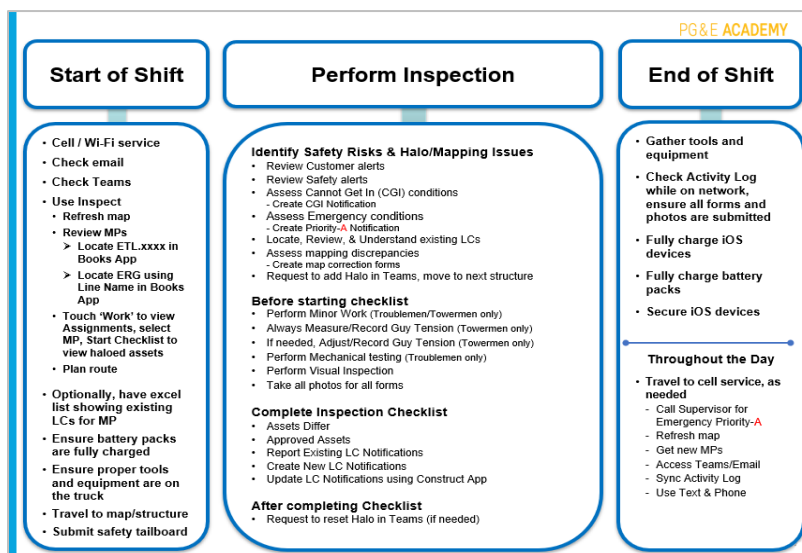 PG&E ACADEMY
Start of Shift
• Cell / Wi-Fi service
• Check email
• Check Teams
• Use Inspect
• Refresh map
• Review MPs
➢ Locate ETL.xxxx in
Books App
➢ Locate ERG using
Line Name in Books
App
• Touch ‘Work’ to view
Assignments, select
MP, Start Checklist to
view haloed assets
• Plan route
• Optionally, have excel
list showing existing
LCs for MP
• Ensure battery packs
are fully charged
• Ensure proper tools
and equipment are on
the truck
• Travel to map/structure
• Submit safety tailboard
Perform Inspection
Identify Safety Risks & Halo/Mapping Issues
• Review Customer alerts
• Review Safety alerts
• Assess Cannot Get In (CGI) conditions
- Create CGI Notification
• Assess Emergency conditions
- Create Priority-A Notification
• Locate, Review, & Understand existing LCs
• Assess mapping discrepancies
- Create map correction forms
• Request to add Halo in Teams, move to next structure
Before starting checklist
• Perform Minor Work (Troublemen/Towermen only)
• Always Measure/Record Guy Tension (Towermen only)
• If needed, Adjust/Record Guy Tension (Towermen only)
• Perform Mechanical testing (Troublemen only)
• Perform Visual Inspection
• Take all photos for all forms
Complete Inspection Checklist
• Assets Differ
• Approved Assets
• Report Existing LC Notifications
• Create New LC Notifications
• Update LC Notifications using Construct App
After completing Checklist
• Request to reset Halo in Teams (if needed)
End of Shift
• Gather tools and
equipment
• Check Activity Log
while on network,
ensure all forms and
photos are submitted
• Fully charge iOS
devices
• Fully charge battery
packs
• Secure iOS devices
Throughout the Day
• Travel to cell service, as
needed
- Call Supervisor for
Emergency Priority-A
- Refresh map
- Get new MPs
- Access Teams/Email
- Sync Activity Log
- Use Text & Phone